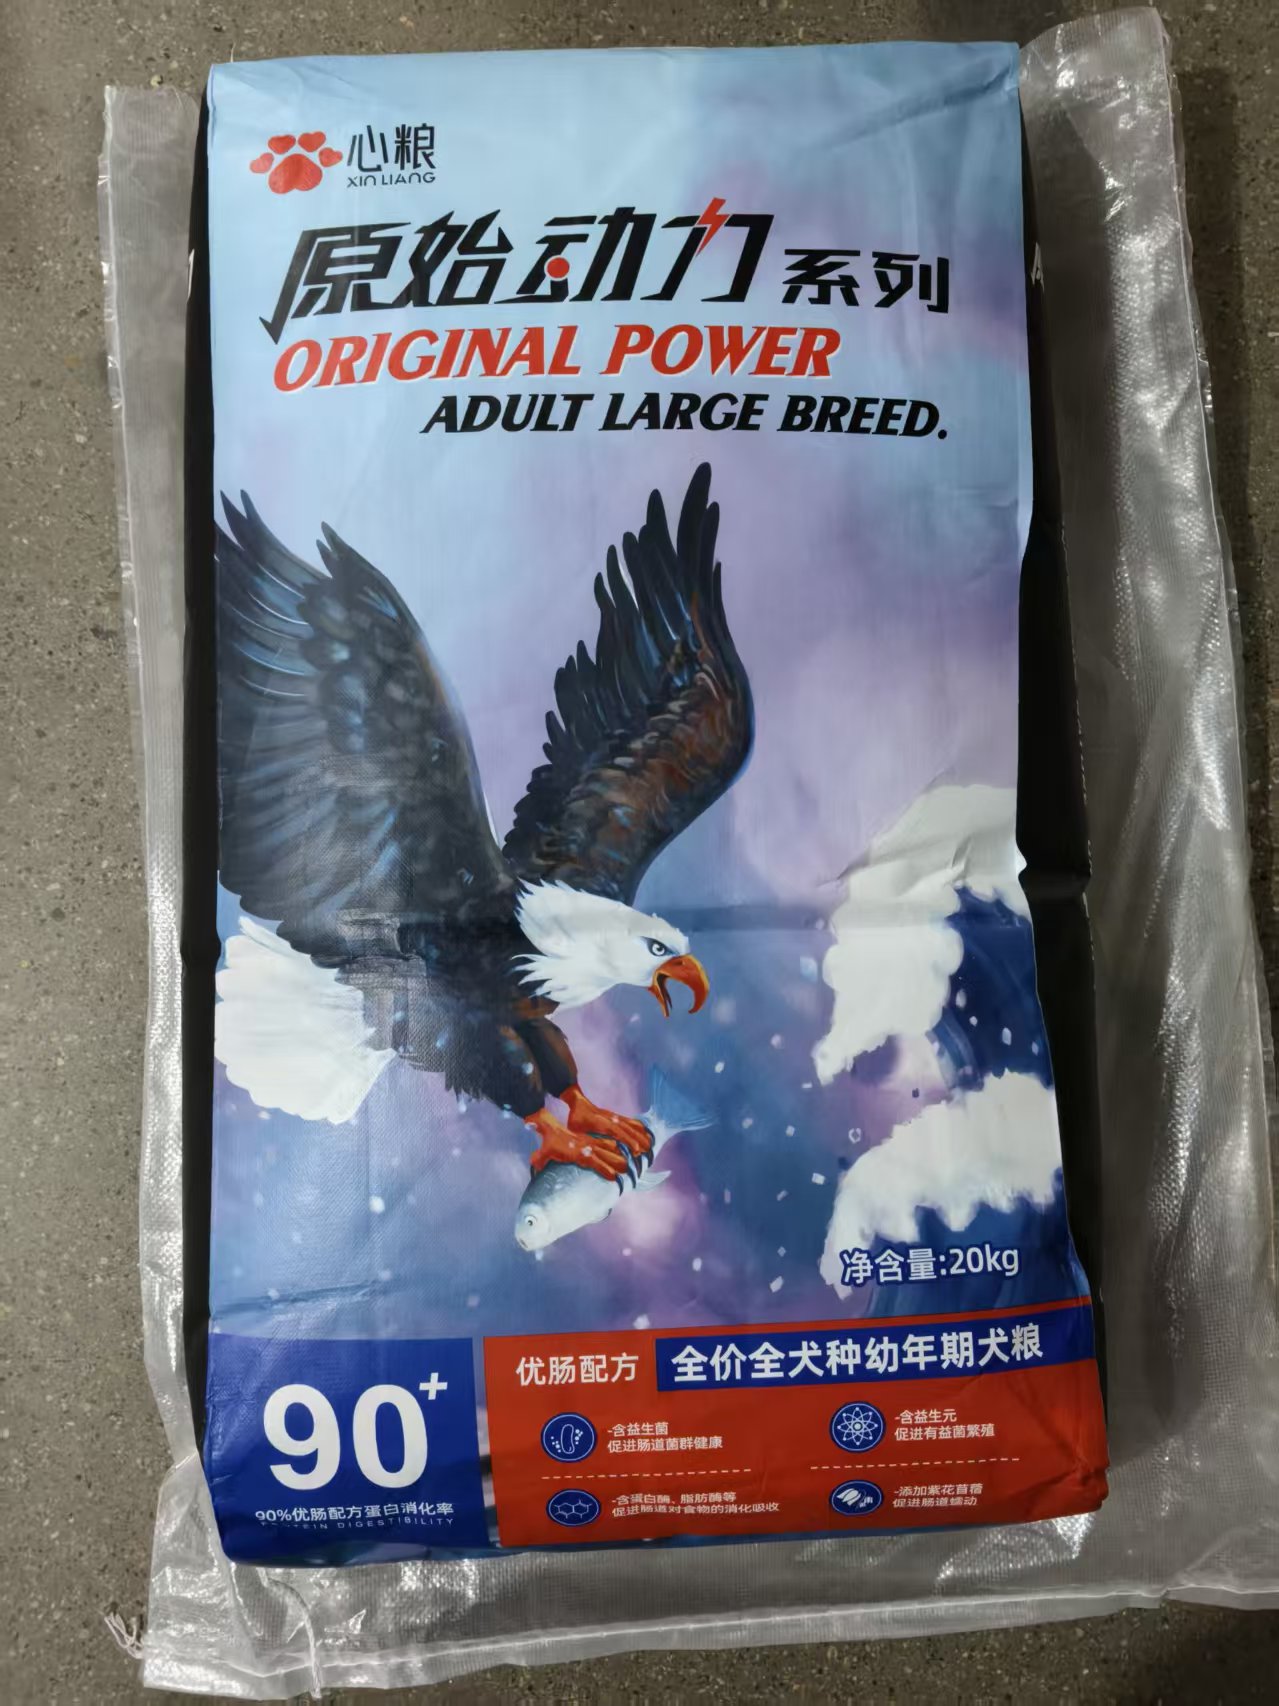 心粮
XIN LIANG
原始动力系列
ORIGINAL POWER
ADULT LARGE BREED.
净含量:20kg
90+
90%优肠配方蛋白消化率
PROTEIN DIGESTIBILITY
优肠配方 全价全犬种幼年期犬粮
-含益生菌
促进肠道菌群健康
-含益生元
促进有益菌繁殖
-含蛋白酶、脂肪酶等
促进肠道对食物的消化吸收
-添加紫花苜蓿
促进肠道蠕动